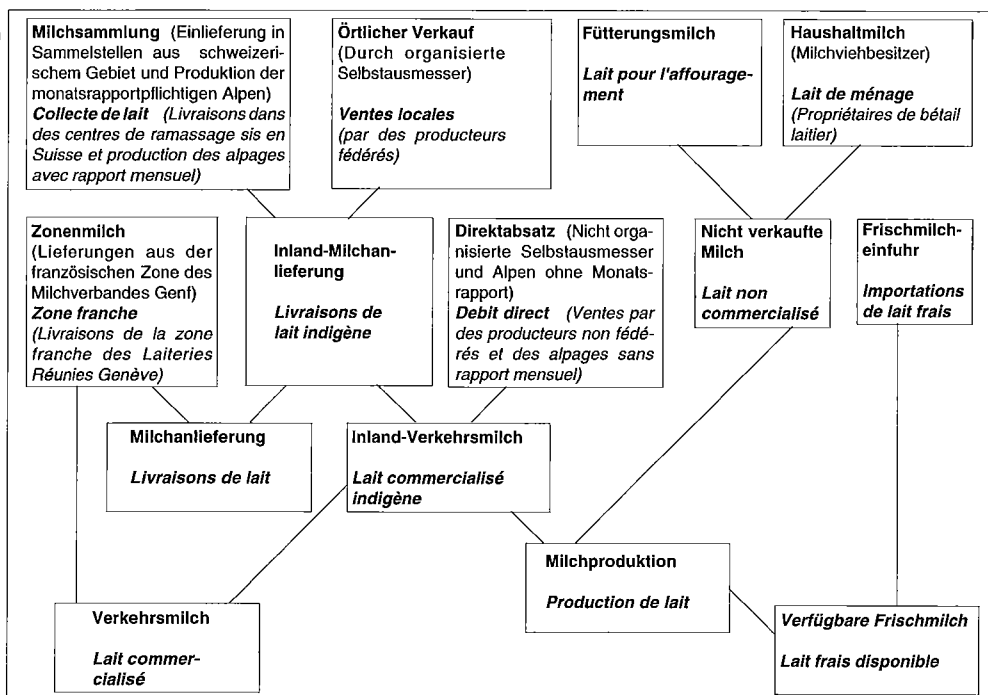 Milchsammlung (Einlieferung in
Sammelstellen aus schweizeri-
schem Gebiet und Produktion der
monatsrapportpflichtigen Alpen)
Collecte de lait (Livraisons dans
des centres de ramassage sis en
Suisse et production des alpages
avec rapport mensuel)
Örtlicher Verkauf
(Durch organisierte
Selbstausmesser)
Ventes locales
(par des producteurs
fédérés)
Fütterungsmilch
Lait pour l'affourage-
ment
Haushaltmilch
(Milchviehbesitzer)
Lait de ménage
(Propriétaires de bétail
laitier)
Zonenmilch
(Lieferungen aus der
französischen Zone des
Milchverbandes Genf)
Zone franche
(Livraisons de la zone
franche des Laiteries
Réunies Genève)
Inland-Milchan-
lieferung
Livraisons de
lait indigène
Direktabsatz (Nicht orga-
nisierte Selbstausmesser
und Alpen ohne Monats-
rapport)
Debit direct (Ventes par
des producteurs non fédé-
rés et des alpages sans
rapport mensuel)
Nicht verkaufte
Milch
Lait non
commercialisé
Frischmilch-
einfuhr
Importations
de lait frais
Milchanlieferung
Livraisons de lait
Inland-Verkehrsmilch
Lait commercialisé
indigène
Milchproduktion
Production de lait
Verkehrsmilch
Lait commer-
cialisé
Verfügbare Frischmilch
Lait frais disponible